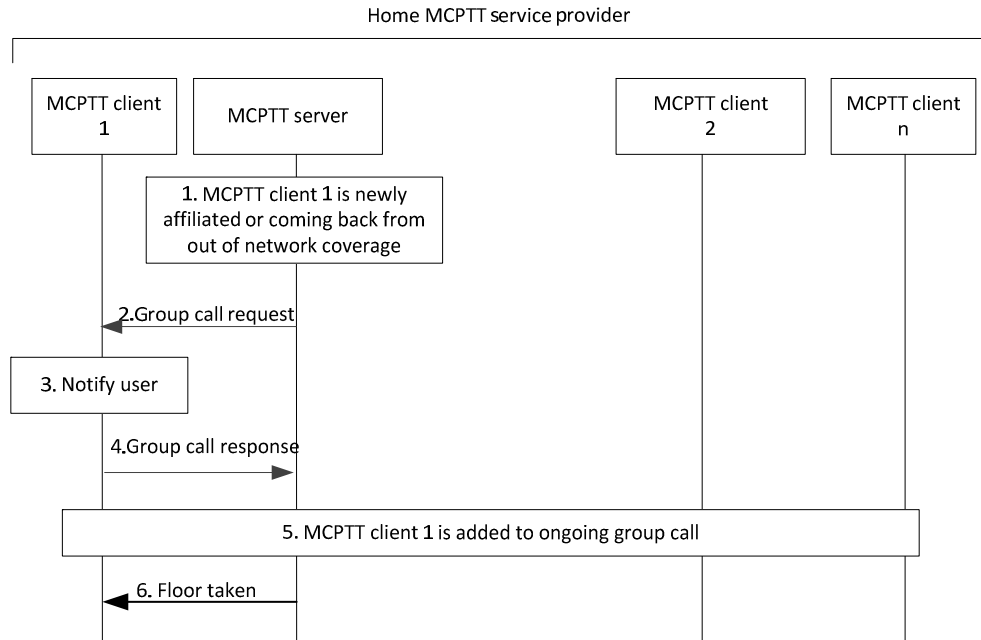 Home MCPTT service provider
MCPTT client
1
MCPTT server
MCPTT client
2
MCPTT client
n
1. MCPTT client 1 is newly
affiliated or coming back from
out of network coverage
2.Group call request
3. Notify user
4.Group call response
5. MCPTT client 1 is added to ongoing group call
6. Floor taken